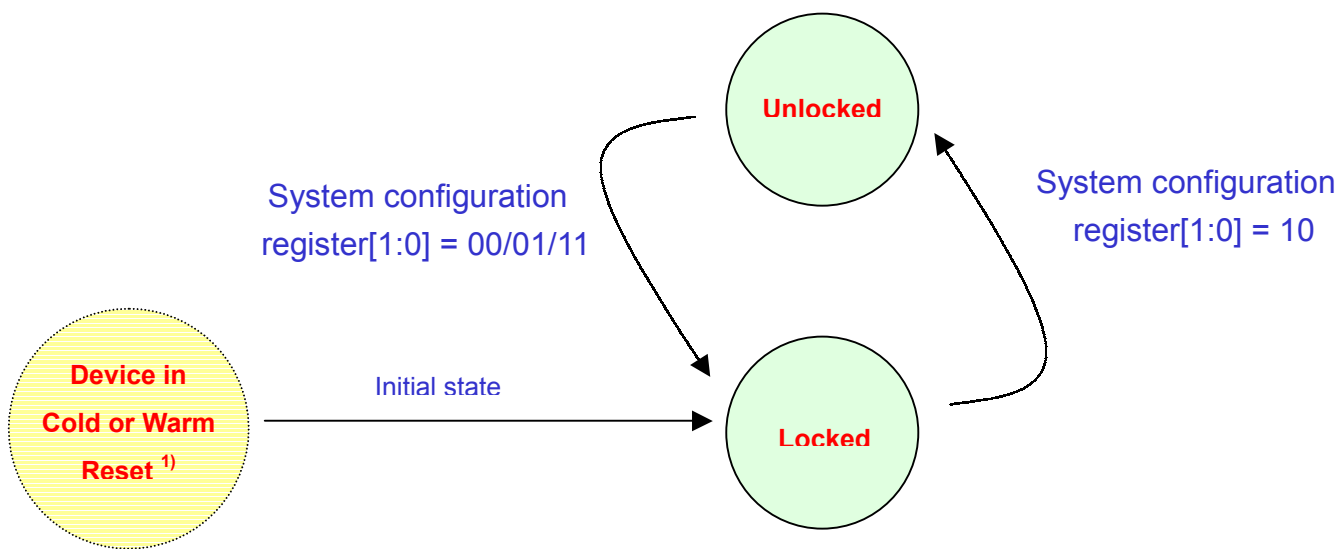 Unlocked
System configuration
register[1:0] = 00/01/11
System configuration
register[1:0] = 10
Device in
Cold or Warm
Reset 1)
Initial state
Locked